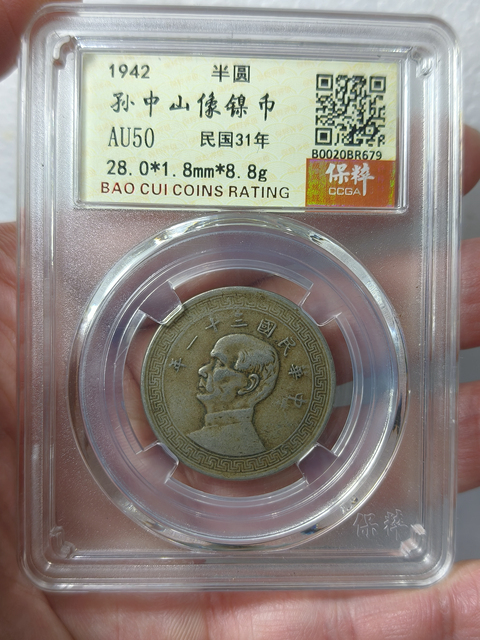 1942 半圆
孙中山像镍币
AU50 民国31年
28.0*1.8mm*8.8g
BAO CUI COINS RATING
B0020BR679
保粹
CCGA
年一十三國民華中
保粹